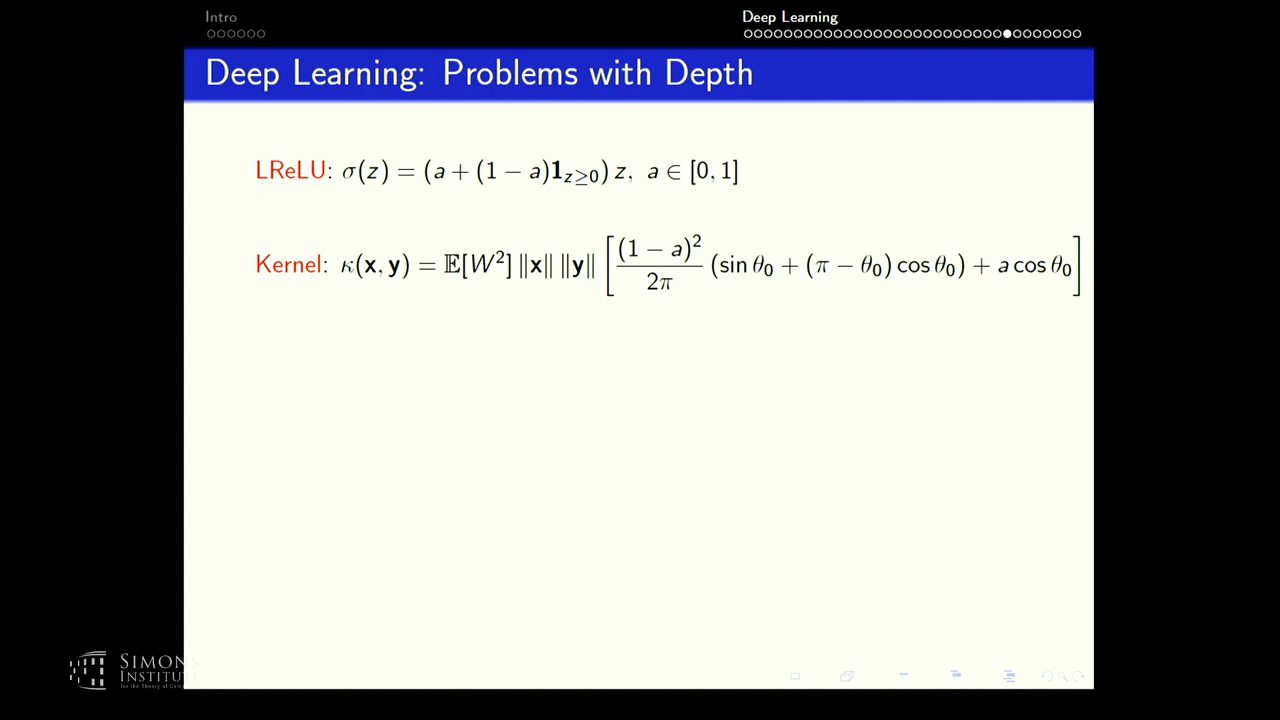 Intro
Deep Learning
Deep Learning: Problems with Depth
LReLU: σ(z) = (a + (1 − a)𝟏_{z≥0}) z, a ∈ [0, 1]
Kernel: κ(x, y) = 𝔼[W²] ‖x‖ ‖y‖ [ (1 − a)² / 2π (sin θ₀ + (π − θ₀) cos θ₀) + a cos θ₀ ]
SIMONS
INSTITUTE